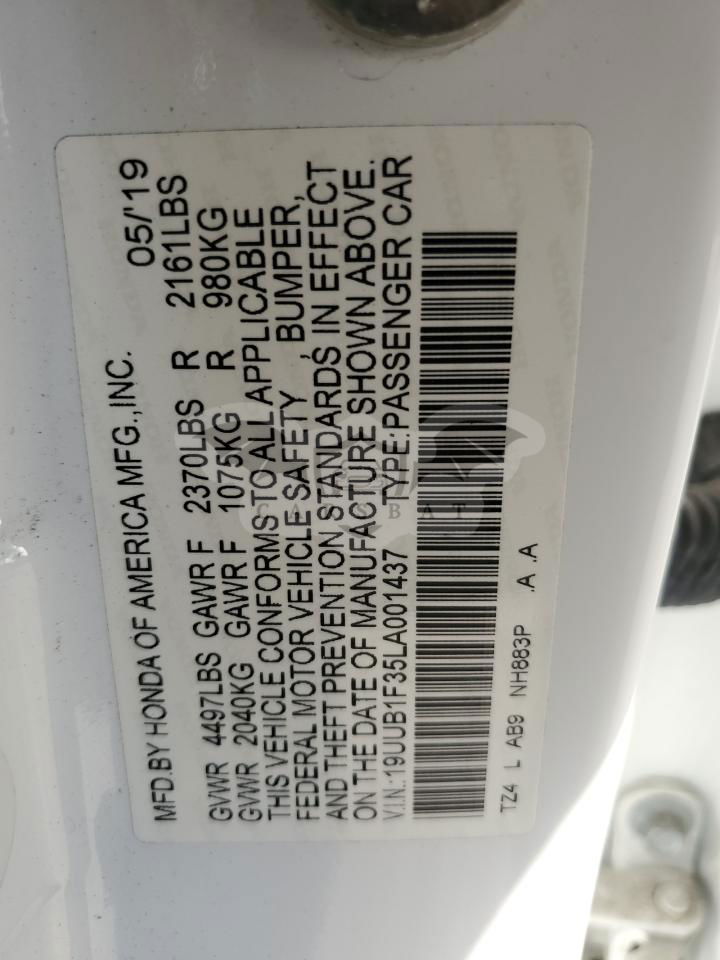 MFD.BY HONDA OF AMERICA MFG.,INC. 05/'19
GVWR 4497LBS GAWR F 2370LBS R 2161LBS
GVWR 2040KG GAWR F 1075KG R 980KG
THIS VEHICLE CONFORMS TO ALL APPLICABLE
FEDERAL MOTOR VEHICLE SAFETY, BUMPER,
AND THEFT PREVENTION STANDARDS, IN EFFECT
ON THE DATE OF MANUFACTURE SHOWN ABOVE.
V.I.N.:19UUB1F35LA001437 TYPE:PASSENGER CAR
TZ4 L AB9 NH883P .A .A
CARSBAT